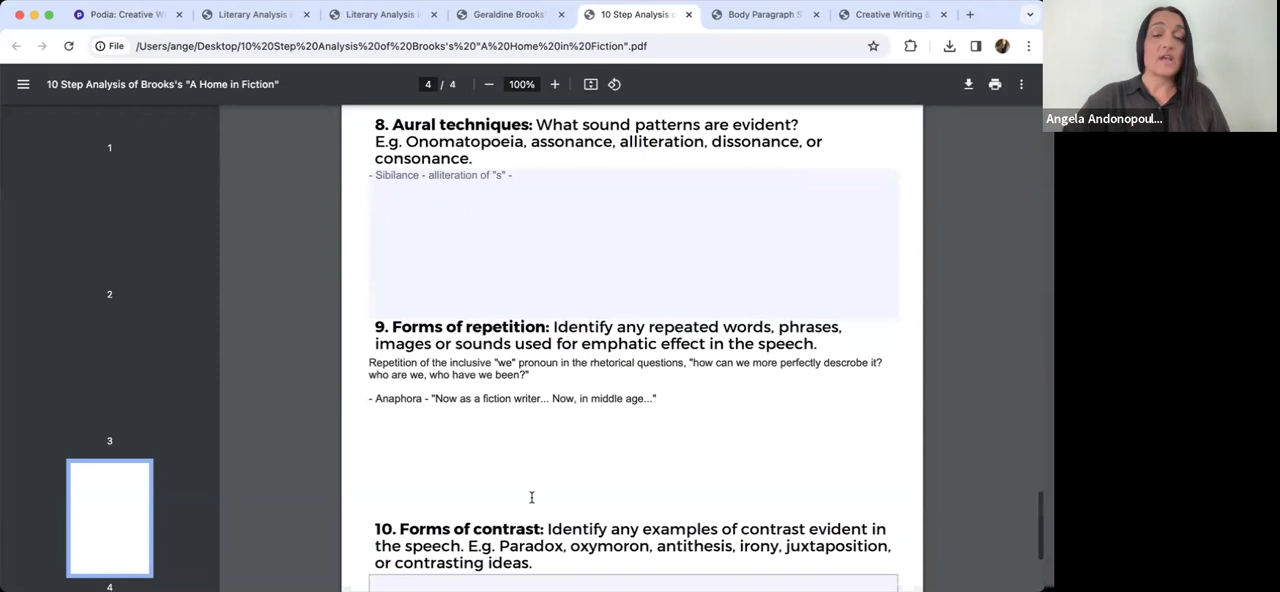 Podia: Creative W
Literary Analysis
Literary Analysis
Geraldine Brooks'
10 Step Analysis o
Body Paragraph S
Creative Writing &
File
/Users/ange/Desktop/10%20Step%20Analysis%20of%20Brooks's%20"A%20Home%20in%20Fiction".pdf
10 Step Analysis of Brooks's "A Home in Fiction"
4 / 4
100%
Angela Andonopoul...
1
2
3
4
8. Aural techniques: What sound patterns are evident?
E.g. Onomatopoeia, assonance, alliteration, dissonance, or
consonance.
- Sibilance - alliteration of "s" -
9. Forms of repetition: Identify any repeated words, phrases,
images or sounds used for emphatic effect in the speech.
Repetition of the inclusive "we" pronoun in the rhetorical questions, "how can we more perfectly describe it?
who are we, who have we been?"
- Anaphora - "Now as a fiction writer... Now, in middle age..."
10. Forms of contrast: Identify any examples of contrast evident in
the speech. E.g. Paradox, oxymoron, antithesis, irony, juxtaposition,
or contrasting ideas.